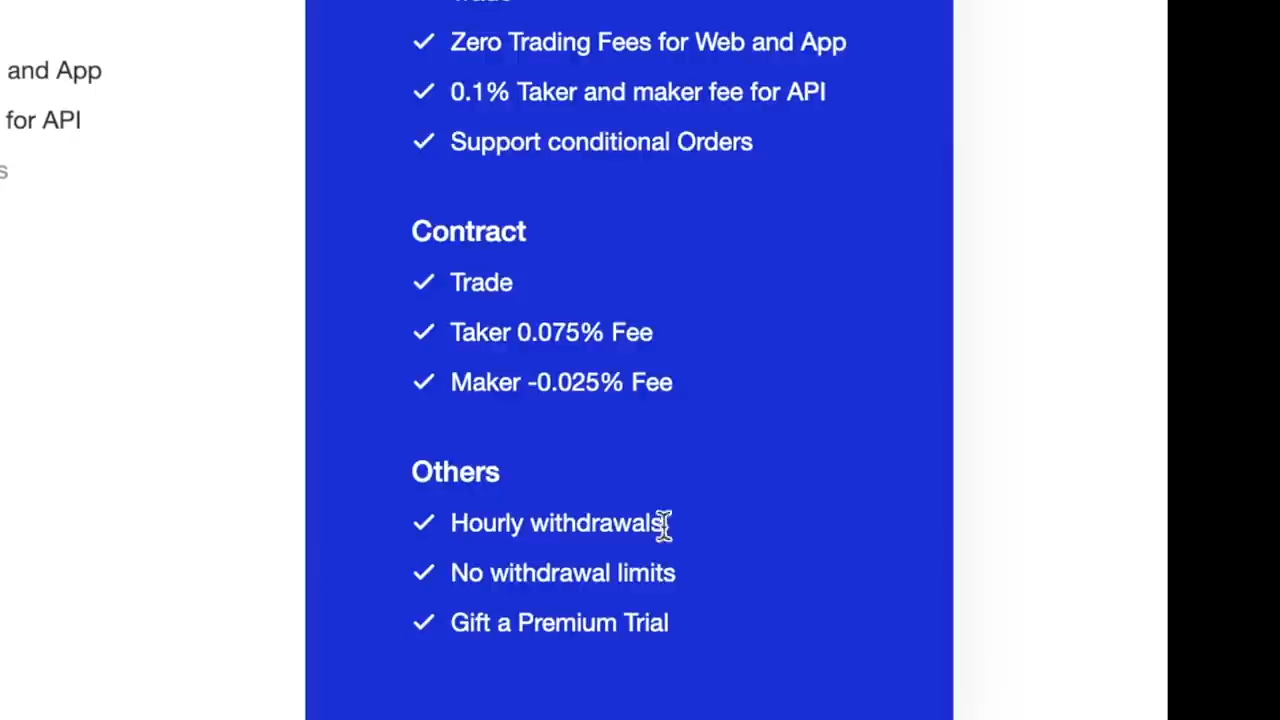 Zero Trading Fees for Web and App
and App
0.1% Taker and maker fee for API
for API
Support conditional Orders
s
Contract
Trade
Taker 0.075% Fee
Maker -0.025% Fee
Others
Hourly withdrawals
No withdrawal limits
Gift a Premium Trial